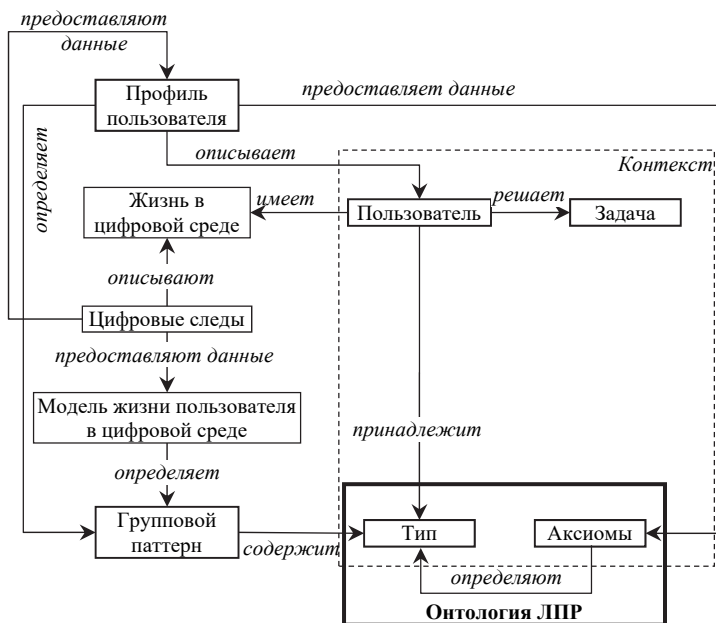 предоставляют
данные
Профиль
пользователя
предоставляет данные
определяет
описывает
Контекст
Жизнь в
цифровой среде
имеет
Пользователь
решает
Задача
описывают
Цифровые следы
предоставляют данные
Модель жизни пользователя
в цифровой среде
принадлежит
определяет
Групповой
паттерн
содержит
Тип
Аксиомы
определяют
Онтология ЛПР